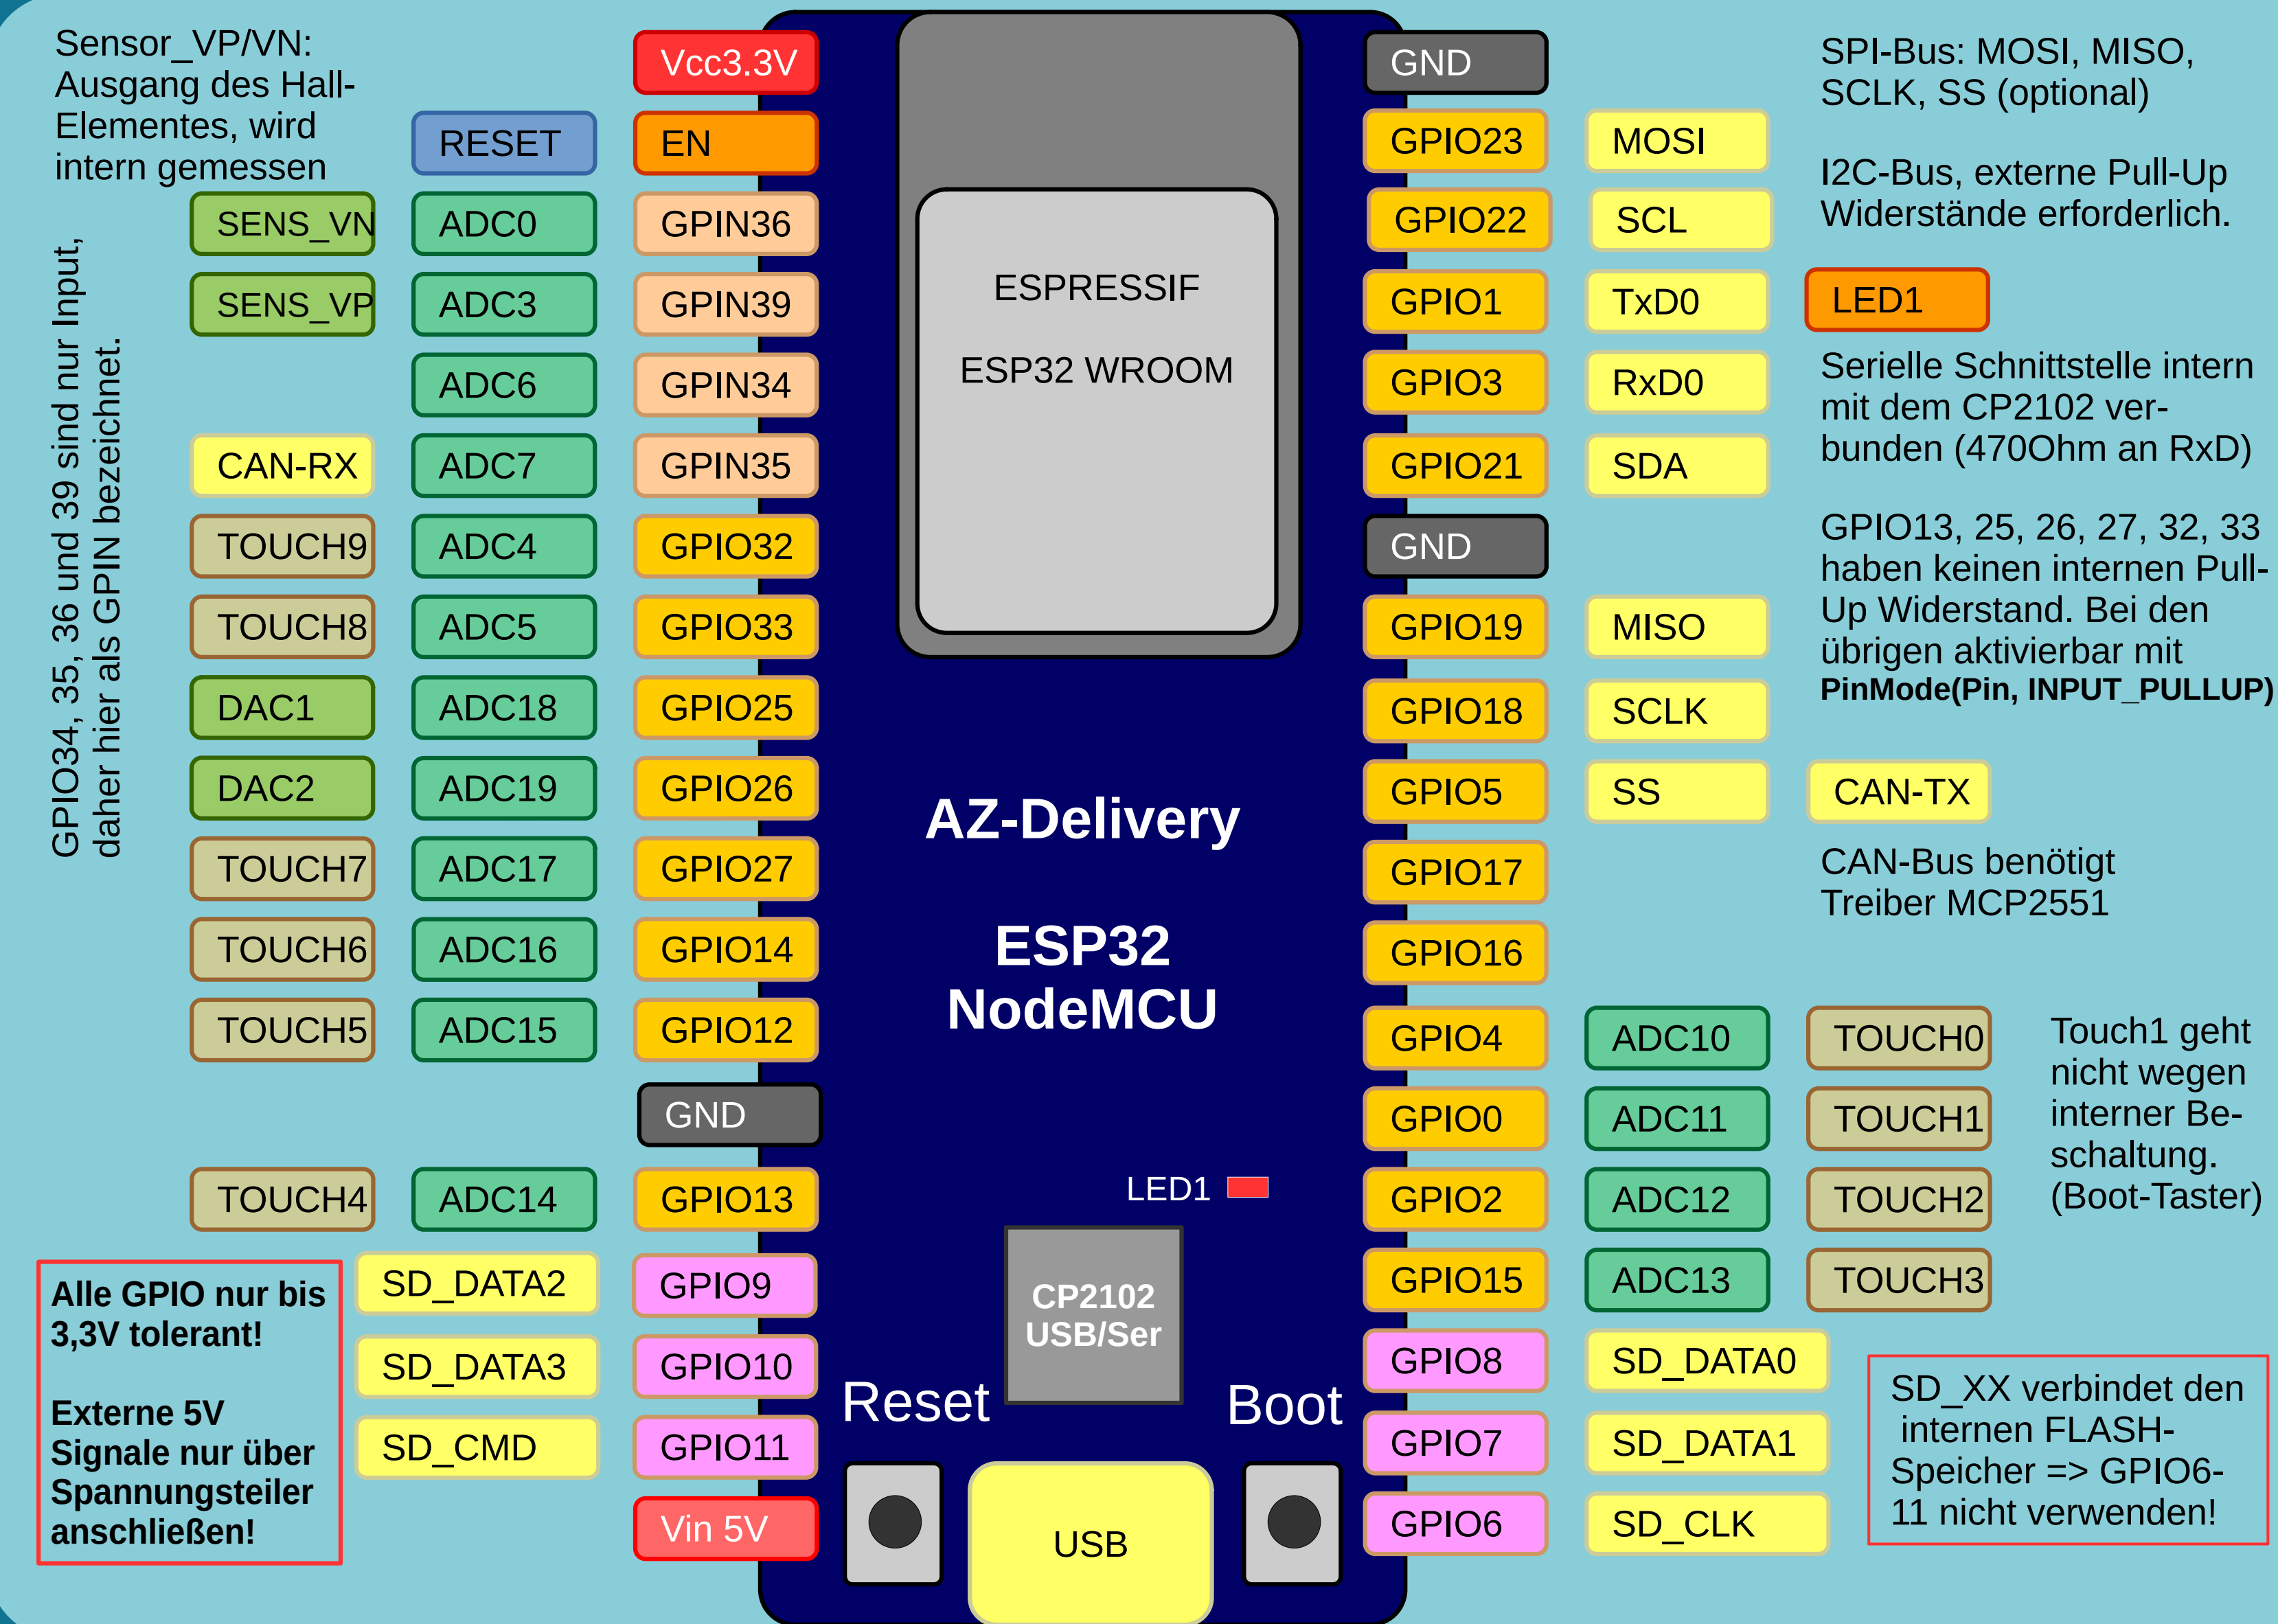 Sensor_VP/VN:
Ausgang des Hall-
Elementes, wird
intern gemessen
GPIO34, 35, 36 und 39 sind nur Input,
daher hier als GPIN bezeichnet.
Vcc3.3V
RESET EN
SENS_VN ADC0 GPIN36
SENS_VP ADC3 GPIN39
ADC6 GPIN34
CAN-RX ADC7 GPIN35
TOUCH9 ADC4 GPIO32
TOUCH8 ADC5 GPIO33
DAC1 ADC18 GPIO25
DAC2 ADC19 GPIO26
TOUCH7 ADC17 GPIO27
TOUCH6 ADC16 GPIO14
TOUCH5 ADC15 GPIO12
GND
TOUCH4 ADC14 GPIO13
SD_DATA2 GPIO9
SD_DATA3 GPIO10
SD_CMD GPIO11
Vin 5V
Alle GPIO nur bis
3,3V tolerant!
Externe 5V
Signale nur über
Spannungsteiler
anschließen!
ESPRESSIF
ESP32 WROOM
AZ-Delivery
ESP32
NodeMCU
LED1
CP2102
USB/Ser
Reset
Boot
USB
GND
GPIO23 MOSI
GPIO22 SCL
GPIO1 TxD0 LED1
GPIO3 RxD0
GPIO21 SDA
GND
GPIO19 MISO
GPIO18 SCLK
GPIO5 SS CAN-TX
GPIO17
GPIO16
GPIO4 ADC10 TOUCH0
GPIO0 ADC11 TOUCH1
GPIO2 ADC12 TOUCH2
GPIO15 ADC13 TOUCH3
GPIO8 SD_DATA0
GPIO7 SD_DATA1
GPIO6 SD_CLK
SPI-Bus: MOSI, MISO,
SCLK, SS (optional)
I2C-Bus, externe Pull-Up
Widerstände erforderlich.
Serielle Schnittstelle intern
mit dem CP2102 ver-
bunden (470Ohm an RxD)
GPIO13, 25, 26, 27, 32, 33
haben keinen internen Pull-
Up Widerstand. Bei den
übrigen aktivierbar mit
PinMode(Pin, INPUT_PULLUP)
CAN-Bus benötigt
Treiber MCP2551
Touch1 geht
nicht wegen
interner Be-
schaltung.
(Boot-Taster)
SD_XX verbindet den
internen FLASH-
Speicher => GPIO6-
11 nicht verwenden!